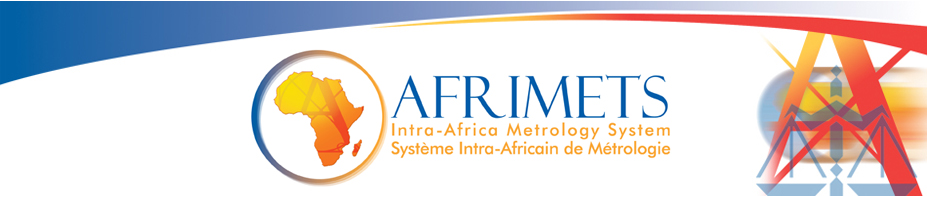 AFRIMETS
Intra-Africa Metrology System
Système Intra-Africain de Métrologie